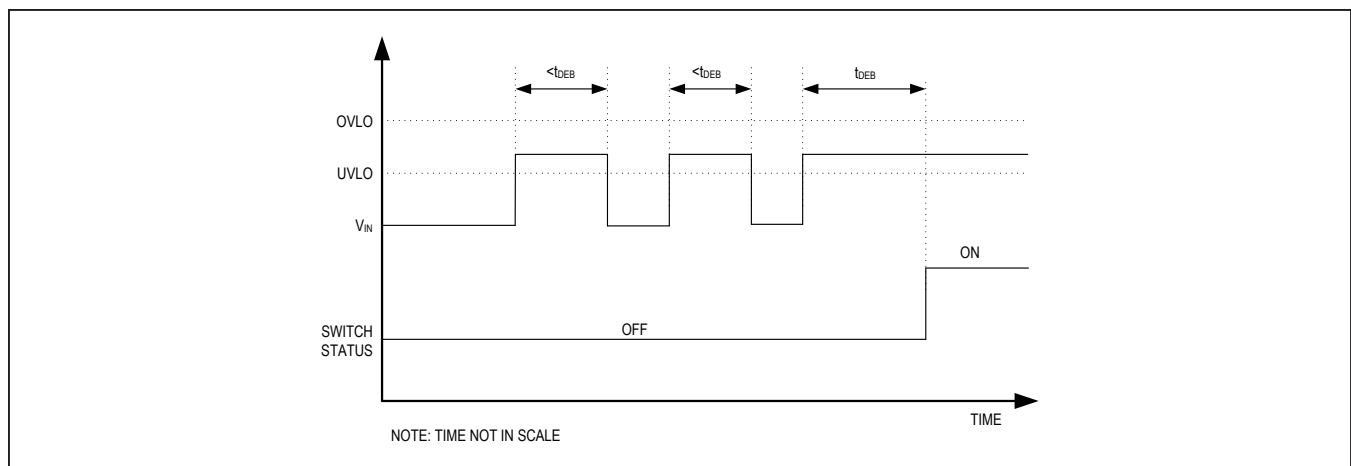 <tDEB
<tDEB
tDEB
OVLO
UVLO
VIN
ON
OFF
SWITCH
STATUS
TIME
NOTE: TIME NOT IN SCALE